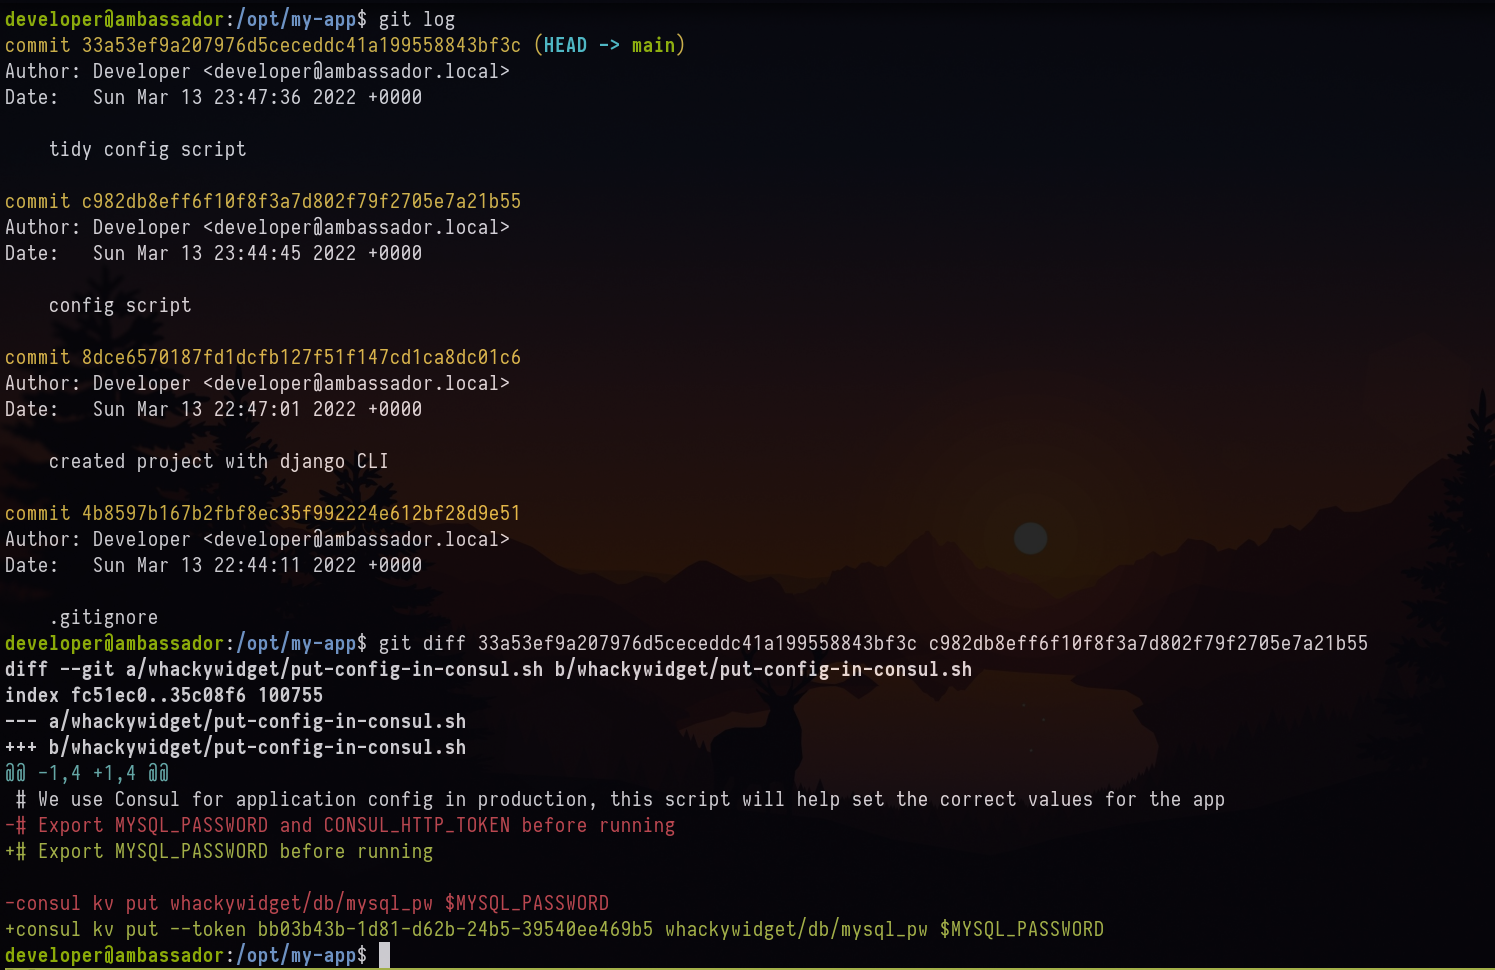 developer@ambassador:/opt/my-app$ git log
commit 33a53ef9a207976d5ceceddc41a199558843bf3c (HEAD -> main)
Author: Developer <developer@ambassador.local>
Date:   Sun Mar 13 23:47:36 2022 +0000

    tidy config script

commit c982db8eff6f10f8f3a7d802f79f2705e7a21b55
Author: Developer <developer@ambassador.local>
Date:   Sun Mar 13 23:44:45 2022 +0000

    config script

commit 8dce6570187fd1dcfb127f51f147cd1ca8dc01c6
Author: Developer <developer@ambassador.local>
Date:   Sun Mar 13 22:47:01 2022 +0000

    created project with django CLI

commit 4b8597b167b2fbf8ec35f992224e612bf28d9e51
Author: Developer <developer@ambassador.local>
Date:   Sun Mar 13 22:44:11 2022 +0000

    .gitignore
developer@ambassador:/opt/my-app$ git diff 33a53ef9a207976d5ceceddc41a199558843bf3c c982db8eff6f10f8f3a7d802f79f2705e7a21b55
diff --git a/whackywidget/put-config-in-consul.sh b/whackywidget/put-config-in-consul.sh
index fc51ec0..35c08f6 100755
--- a/whackywidget/put-config-in-consul.sh
+++ b/whackywidget/put-config-in-consul.sh
@@ -1,4 +1,4 @@
 # We use Consul for application config in production, this script will help set the correct values for the app
-# Export MYSQL_PASSWORD and CONSUL_HTTP_TOKEN before running
+# Export MYSQL_PASSWORD before running

-consul kv put whackywidget/db/mysql_pw $MYSQL_PASSWORD
+consul kv put --token bb03b43b-1d81-d62b-24b5-39540ee469b5 whackywidget/db/mysql_pw $MYSQL_PASSWORD
developer@ambassador:/opt/my-app$